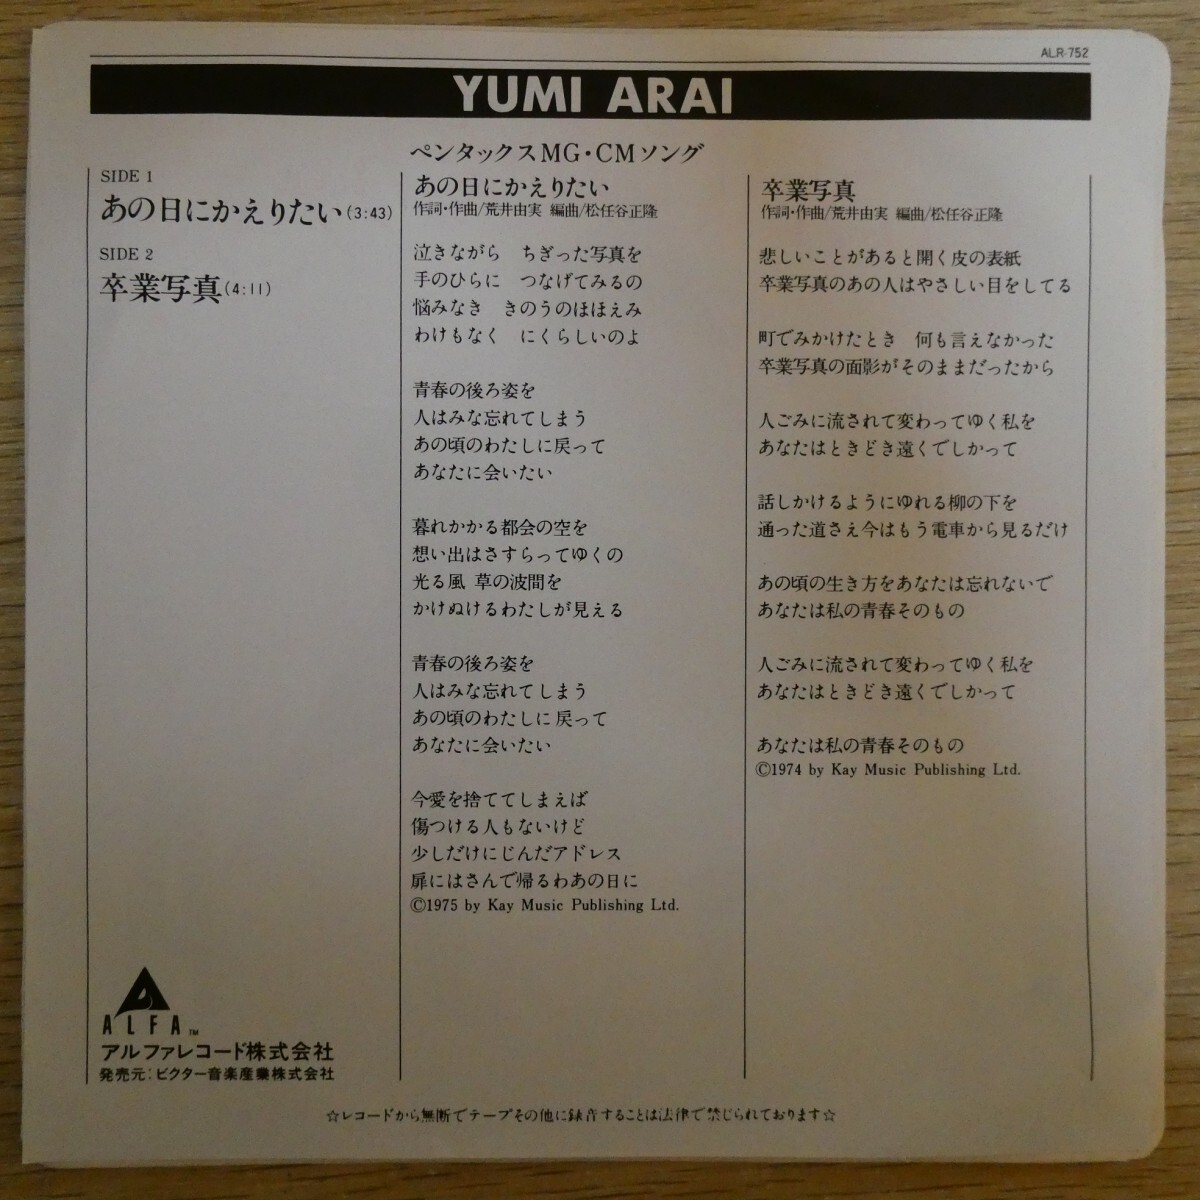 ALR-752
YUMI ARAI
SIDE 1
あの日にかえりたい(3:43)
SIDE 2
卒業写真(4:11)
ペンタックスMG・CMソング
あの日にかえりたい
作詞・作曲/荒井由実 編曲/松任谷正隆
泣きながら　ちぎった写真を
手のひらに　つなげてみるの
悩みなき　きのうのほほえみ
わけもなく　にくらしいのよ
青春の後ろ姿を
人はみな忘れてしまう
あの頃のわたしに戻って
あなたに会いたい
暮れかかる都会の空を
想い出はさすらってゆくの
光る風 草の波間を
かけぬけるわたしが見える
青春の後ろ姿を
人はみな忘れてしまう
あの頃のわたしに戻って
あなたに会いたい
今愛を捨ててしまえば
傷つける人もないけど
少しだけにじんだアドレス
扉にはさんで帰るわあの日に
©1975 by Kay Music Publishing Ltd.
卒業写真
作詞・作曲/荒井由実 編曲/松任谷正隆
悲しいことがあると開く皮の表紙
卒業写真のあの人はやさしい目をしてる
町でみかけたとき　何も言えなかった
卒業写真の面影がそのままだったから
人ごみに流されて変わってゆく私を
あなたはときどき遠くでしかって
話しかけるようにゆれる柳の下を
通った道さえ今はもう電車から見るだけ
あの頃の生き方をあなたは忘れないで
あなたは私の青春そのもの
人ごみに流されて変わってゆく私を
あなたはときどき遠くでしかって
あなたは私の青春そのもの
©1974 by Kay Music Publishing Ltd.
ALFA™
アルファレコード株式会社
発売元:ビクター音楽産業株式会社
☆レコードから無断でテープその他に録音することは法律で禁じられております☆